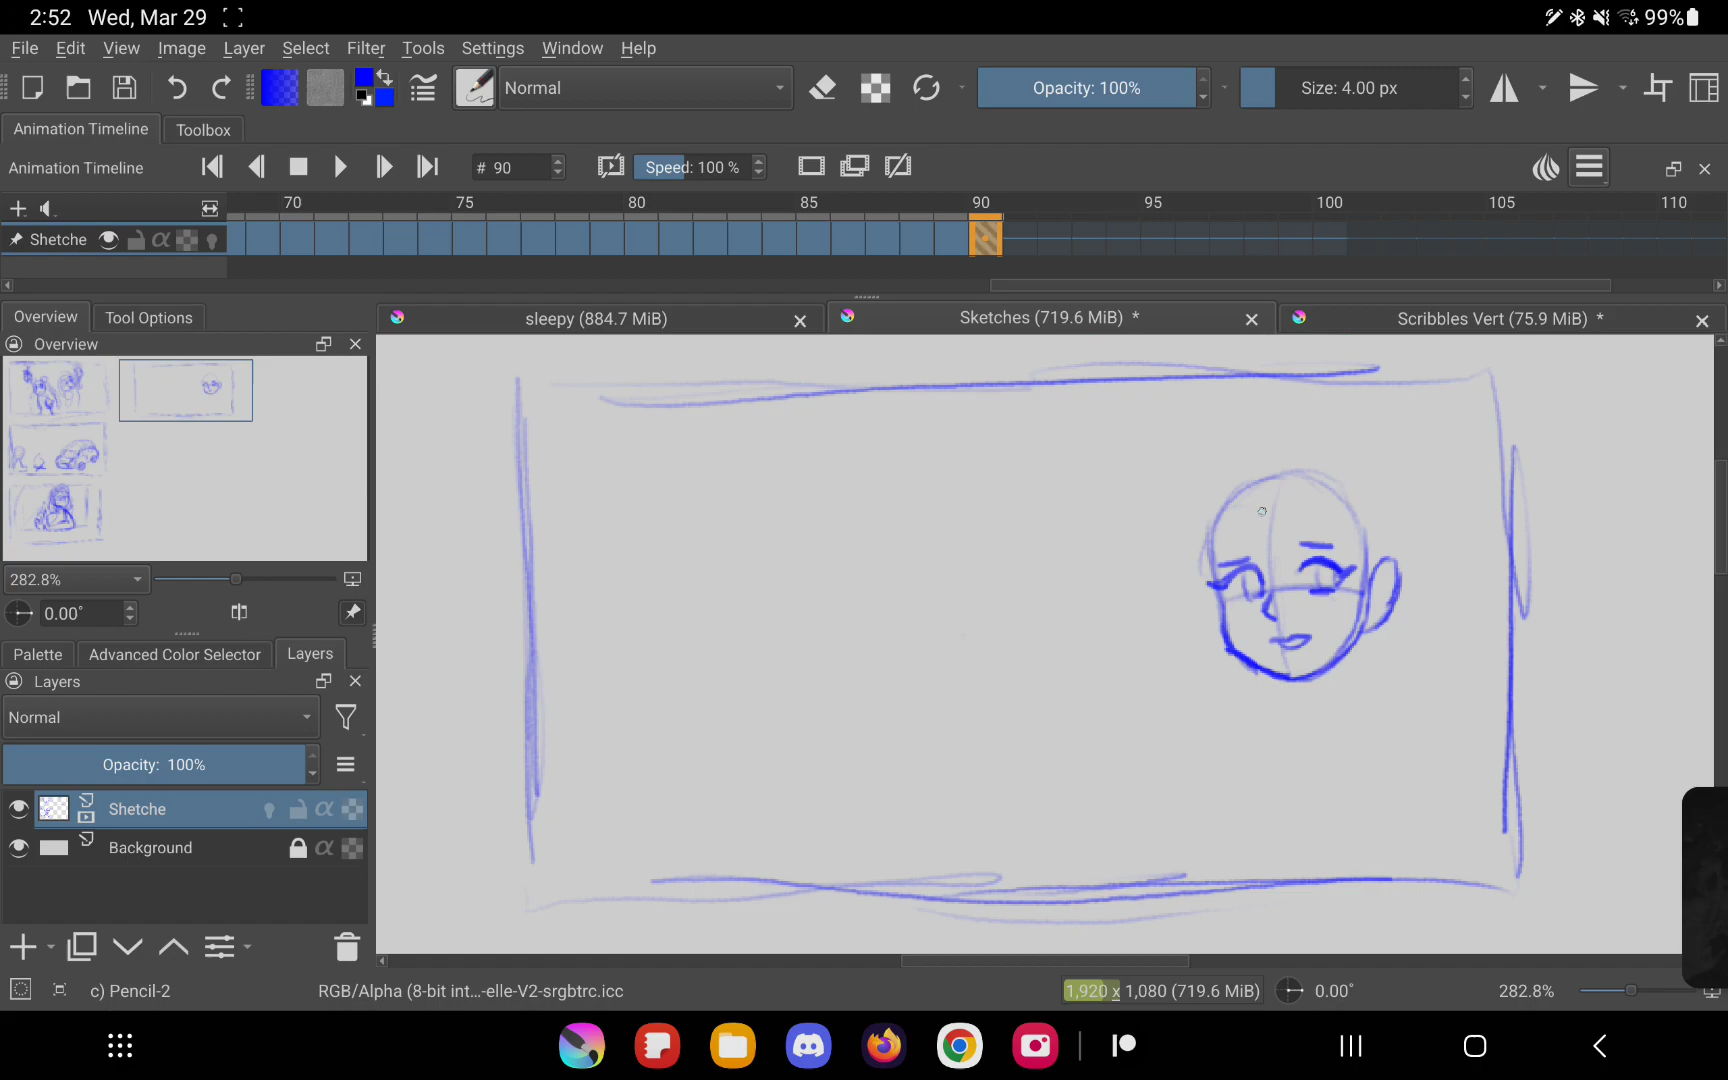 2:52 Wed, Mar 29 99%
File Edit View Image Layer Select Filter Tools Settings Window Help
Normal Opacity: 100% Size: 4.00 px
Animation Timeline Toolbox
Animation Timeline # 90 Speed: 100 %
70 75 80 85 90 95 100 105 110
Shetche α
Overview Tool Options sleepy (884.7 MiB) Sketches (719.6 MiB) * Scribbles Vert (75.9 MiB) *
Overview
282.8%
0.00°
Palette Advanced Color Selector Layers
Layers
Normal
Opacity: 100%
Shetche α
Background α
c) Pencil-2 RGB/Alpha (8-bit int...-elle-V2-srgbtrc.icc 1,920 x 1,080 (719.6 MiB) 0.00° 282.8%